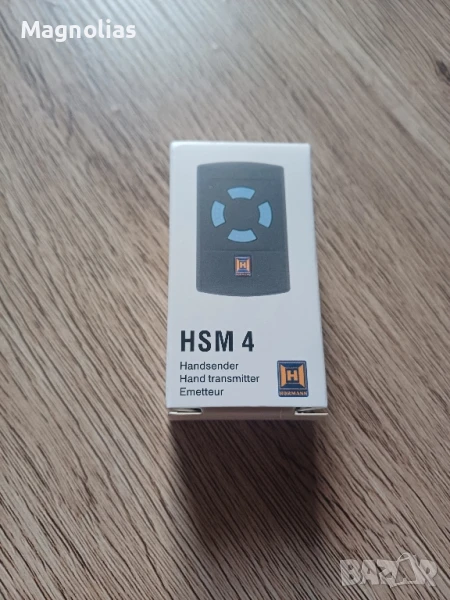 Magnolias
H
HSM 4
Handsender
Hand transmitter
Emetteur
H
HÖRMANN
BAZAR